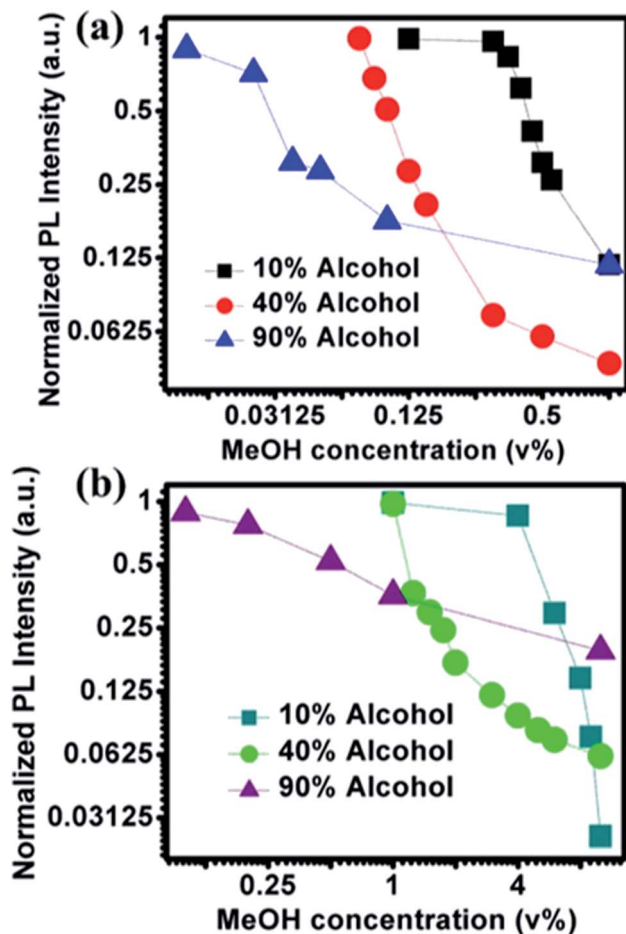 (a)
Normalized PL Intensity (a.u.)
1
0.5
0.25
0.125
0.0625
10% Alcohol
40% Alcohol
90% Alcohol
0.03125 0.125 0.5
MeOH concentration (v%)
(b)
Normalized PL Intensity (a.u.)
1
0.5
0.25
0.125
0.0625
0.03125
10% Alcohol
40% Alcohol
90% Alcohol
0.25 1 4
MeOH concentration (v%)